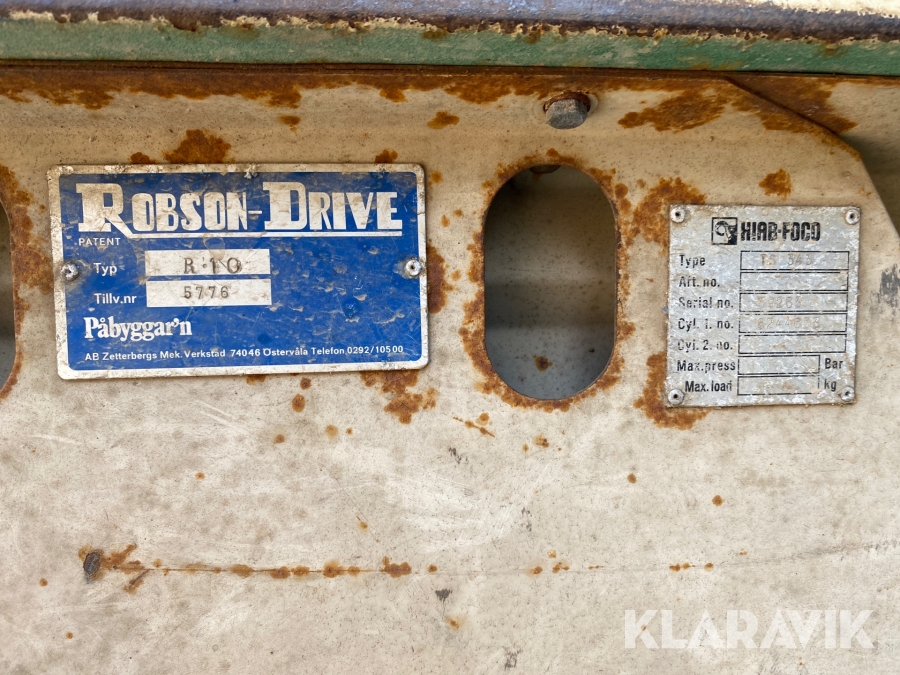 ROBSON-DRIVE
PATENT
Typ R-10
Tillv.nr 5776
Påbyggar'n
AB Zetterbergs Mek. Verkstad 74046 Östervåla Telefon 0292/10500
HIAB·FOCO
Type
Art. no.
Serial no.
Cyl. 1. no.
Cyl. 2. no.
Max. press Bar
Max. load kg
KLARAVIK